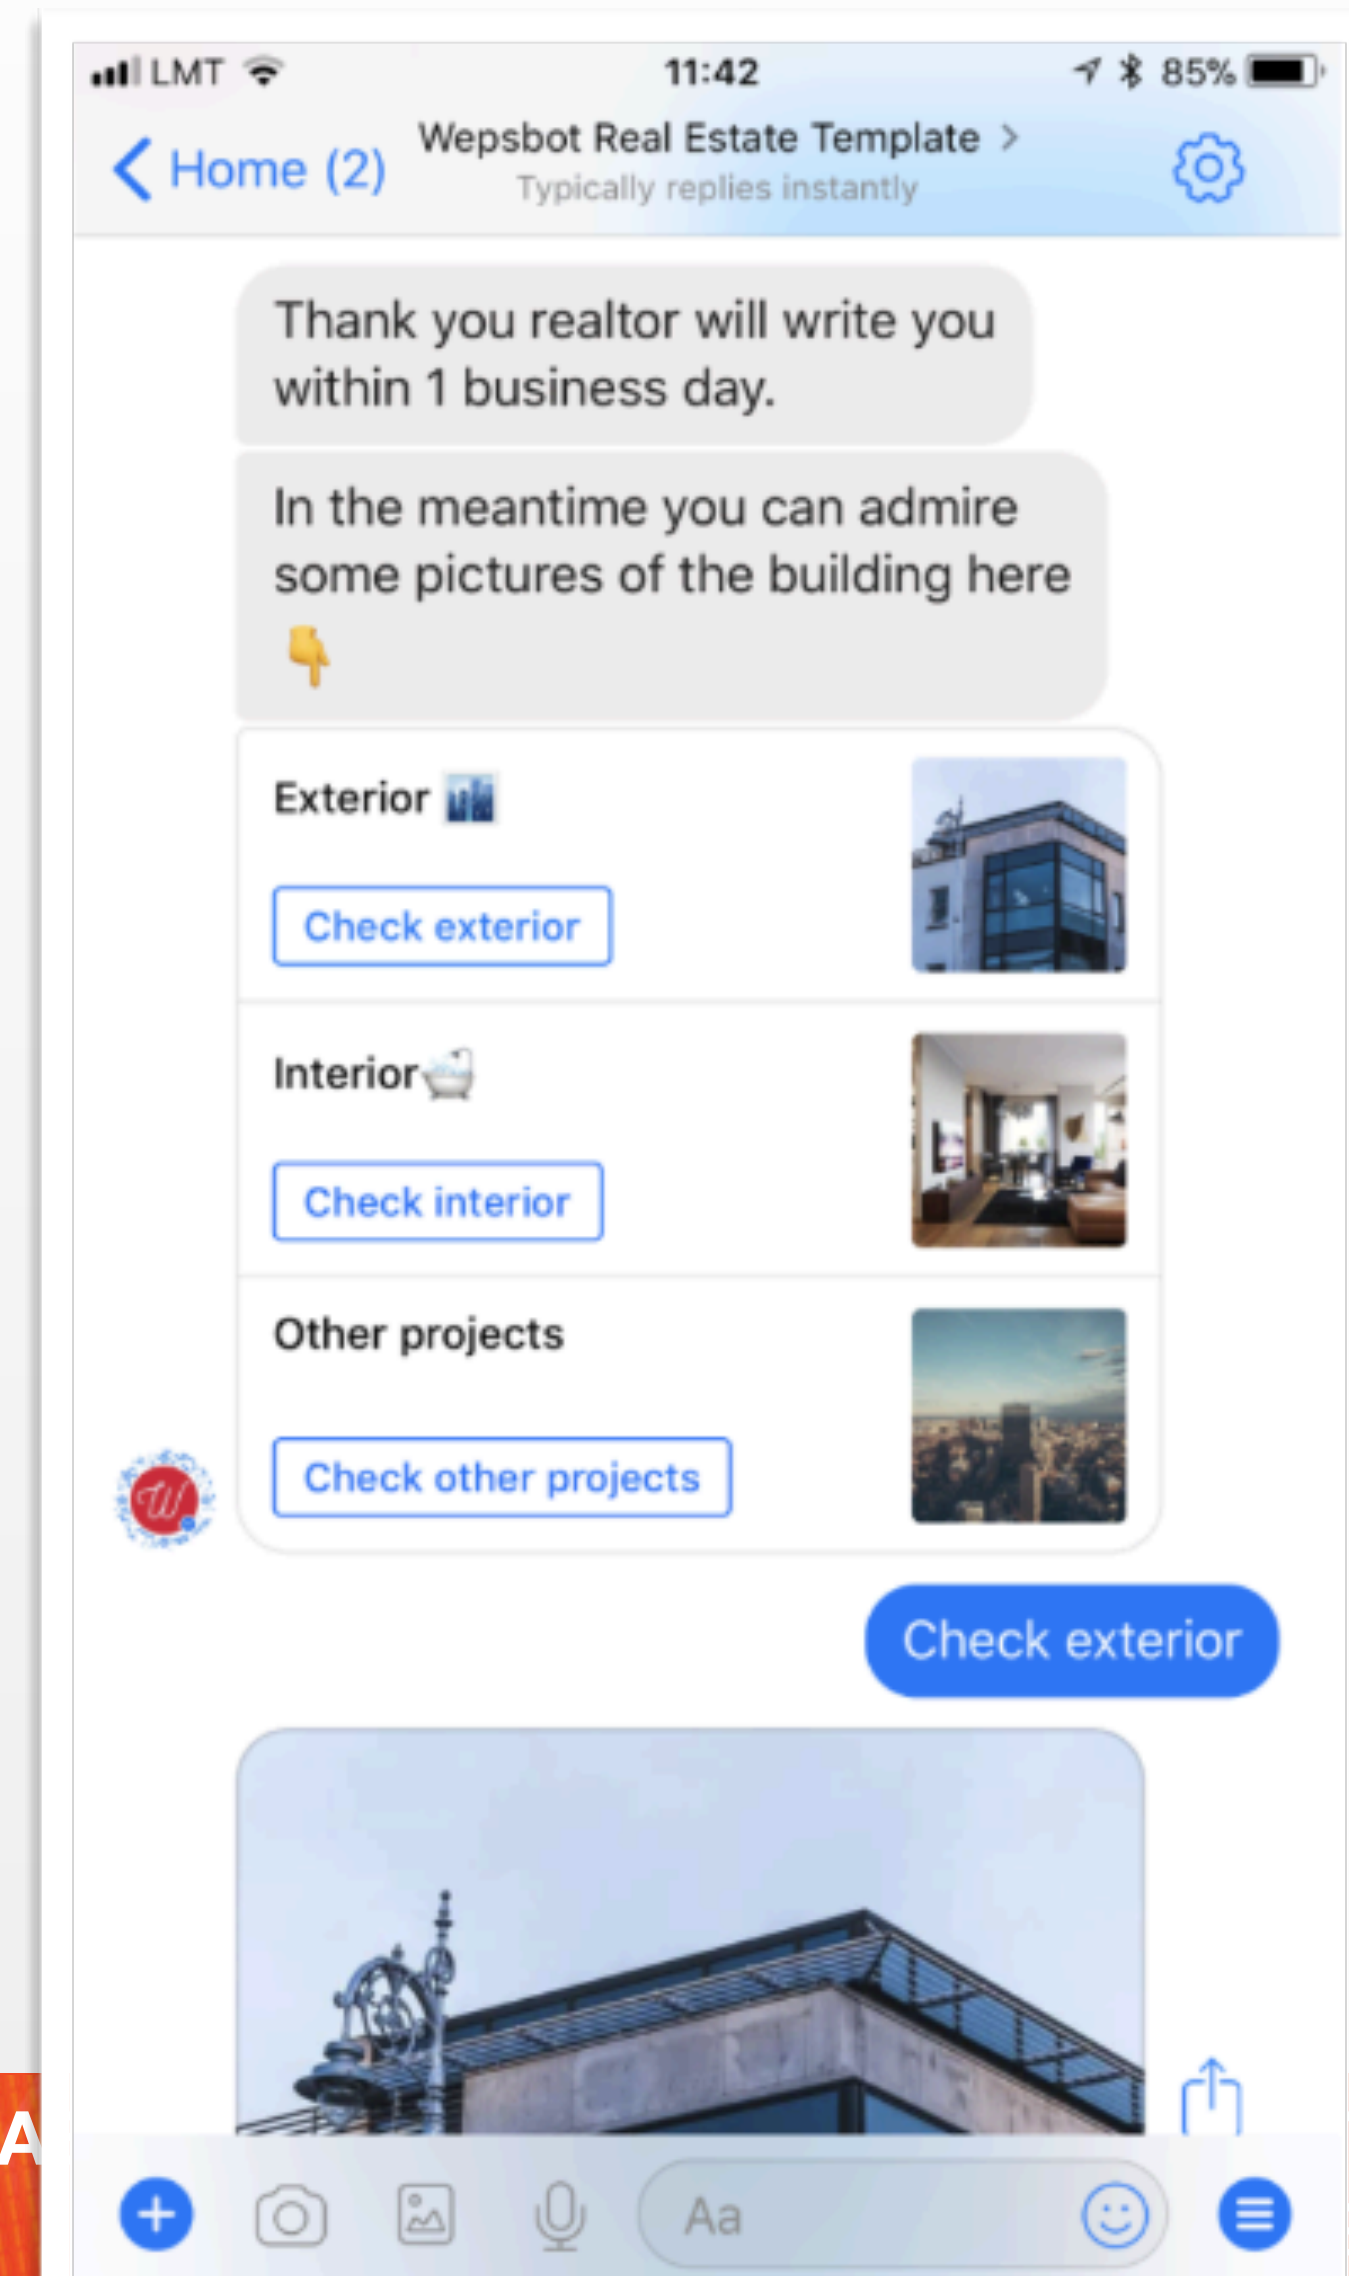 LMT 11:42 85%
Home (2) Wepsbot Real Estate Template >
Typically replies instantly
Thank you realtor will write you
within 1 business day.
In the meantime you can admire
some pictures of the building here
👇
Exterior
Check exterior
Interior
Check interior
Other projects
Check other projects
W
Check exterior
A
Aa